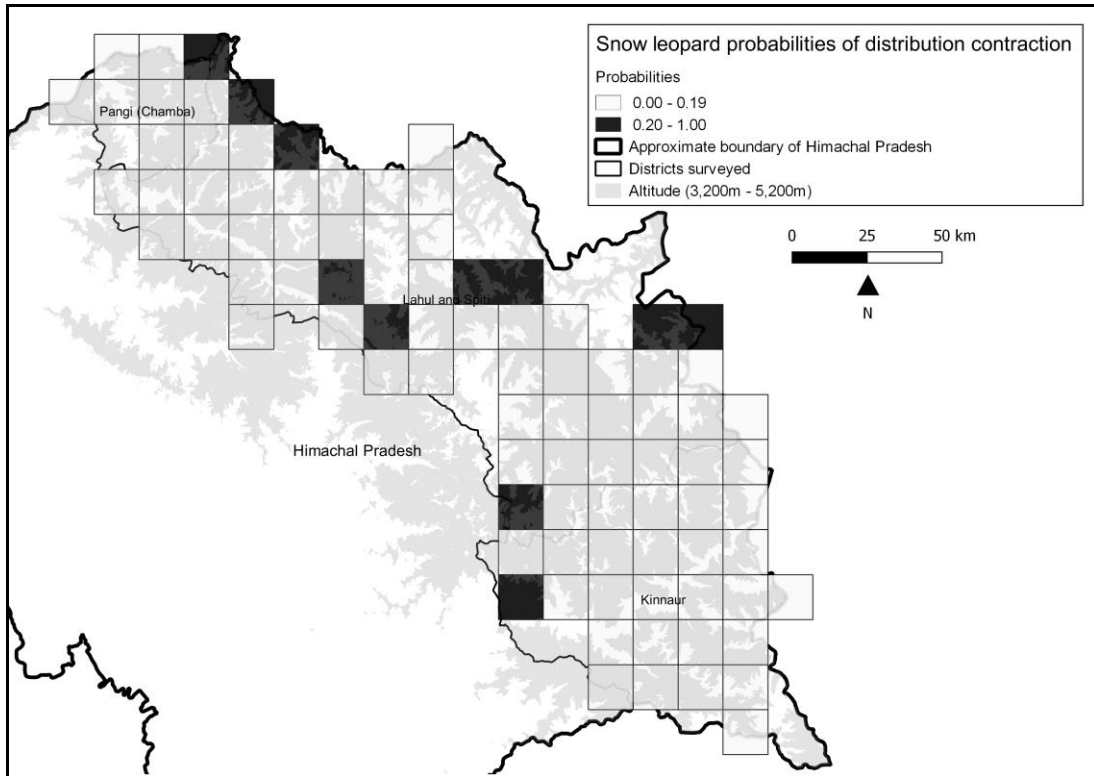 Snow leopard probabilities of distribution contraction
Probabilities
0.00 - 0.19
0.20 - 1.00
Approximate boundary of Himachal Pradesh
Districts surveyed
Altitude (3,200m - 5,200m)
Pangi (Chamba)
0 25 50 km
N
Lahul and Spiti
Himachal Pradesh
Kinnaur